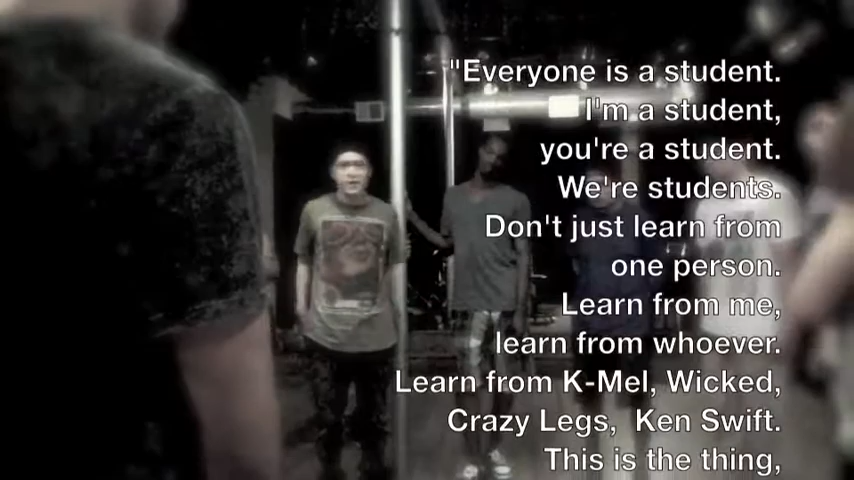 "Everyone is a student.
I'm a student,
you're a student.
We're students.
Don't just learn from
one person.
Learn from me,
learn from whoever.
Learn from K-Mel, Wicked,
Crazy Legs,  Ken Swift.
This is the thing,